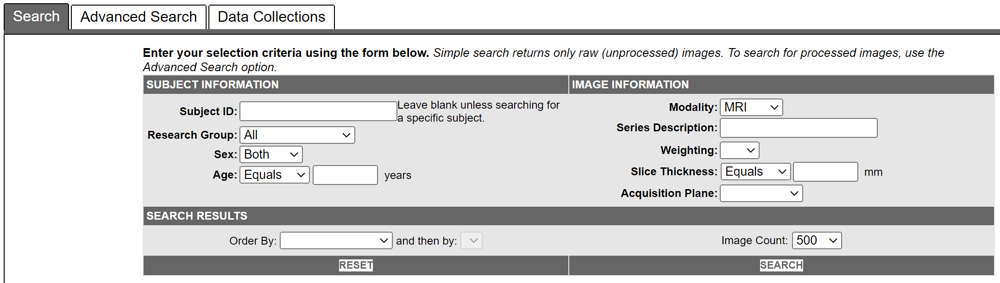 Search Advanced Search Data Collections
Enter your selection criteria using the form below. Simple search returns only raw (unprocessed) images. To search for processed images, use the
Advanced Search option.
SUBJECT INFORMATION IMAGE INFORMATION
Subject ID: Leave blank unless searching for
a specific subject.
Modality: MRI
Series Description:
Research Group: All
Weighting:
Sex: Both
Slice Thickness: Equals mm
Age: Equals years
Acquisition Plane:
SEARCH RESULTS
Order By: and then by: Image Count: 500
RESET SEARCH